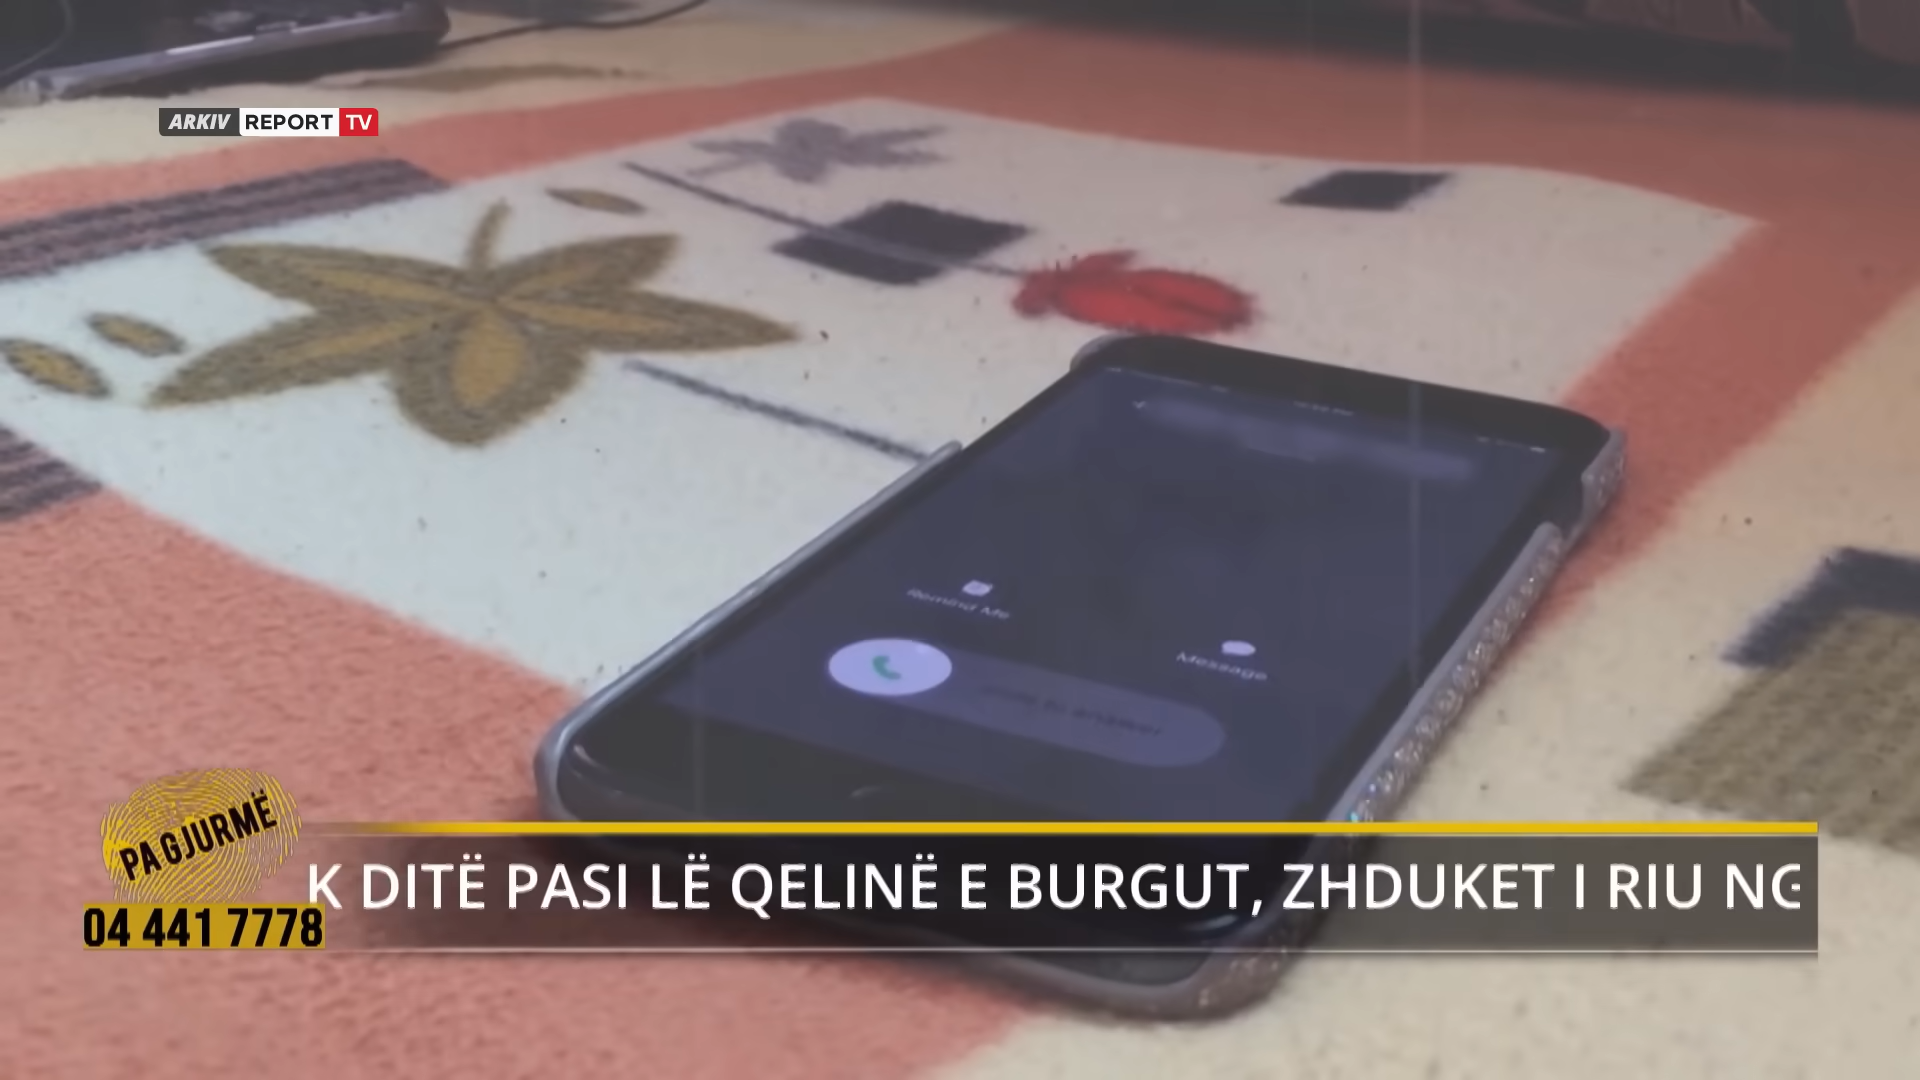 ARKIV REPORT TV
Remind Me
Message
PA GJURMË
K DITË PASI LË QELINË E BURGUT, ZHDUKET I RIU NG
04 441 7778